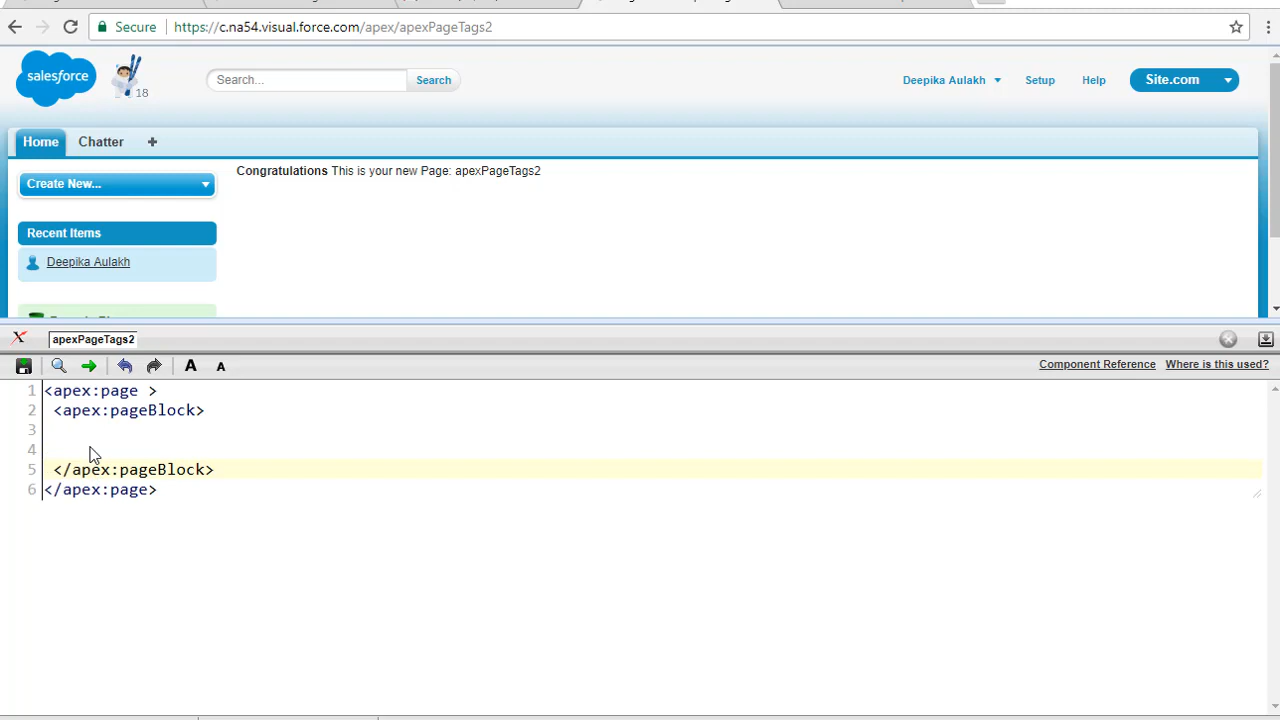 Secure https://c.na54.visual.force.com/apex/apexPageTags2
salesforce 18 Search... Search Deepika Aulakh Setup Help Site.com
Home Chatter +
Create New... Congratulations This is your new Page: apexPageTags2
Recent Items
Deepika Aulakh
apexPageTags2
A A Component Reference Where is this used?
1 <apex:page >
2 <apex:pageBlock>
3
4
5 </apex:pageBlock>
6 </apex:page>